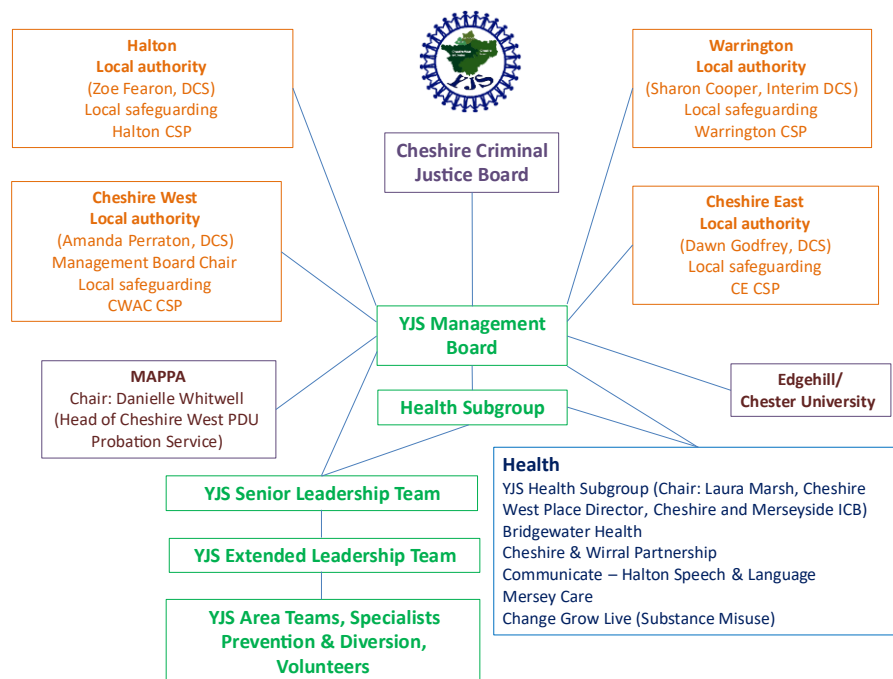 Halton
Local authority
(Zoe Fearon, DCS)
Local safeguarding
Halton CSP
YJS
Warrington
Local authority
(Sharon Cooper, Interim DCS)
Local safeguarding
Warrington CSP
Cheshire Criminal
Justice Board
Cheshire West
Local authority
(Amanda Perraton, DCS)
Management Board Chair
Local safeguarding
CWAC CSP
Cheshire East
Local authority
(Dawn Godfrey, DCS)
Local safeguarding
CE CSP
YJS Management
Board
MAPPA
Chair: Danielle Whitwell
(Head of Cheshire West PDU
Probation Service)
Health Subgroup
Edgehill/
Chester University
YJS Senior Leadership Team
YJS Extended Leadership Team
YJS Area Teams, Specialists
Prevention & Diversion,
Volunteers
Health
YJS Health Subgroup (Chair: Laura Marsh, Cheshire
West Place Director, Cheshire and Merseyside ICB)
Bridgewater Health
Cheshire & Wirral Partnership
Communicate – Halton Speech & Language
Mersey Care
Change Grow Live (Substance Misuse)